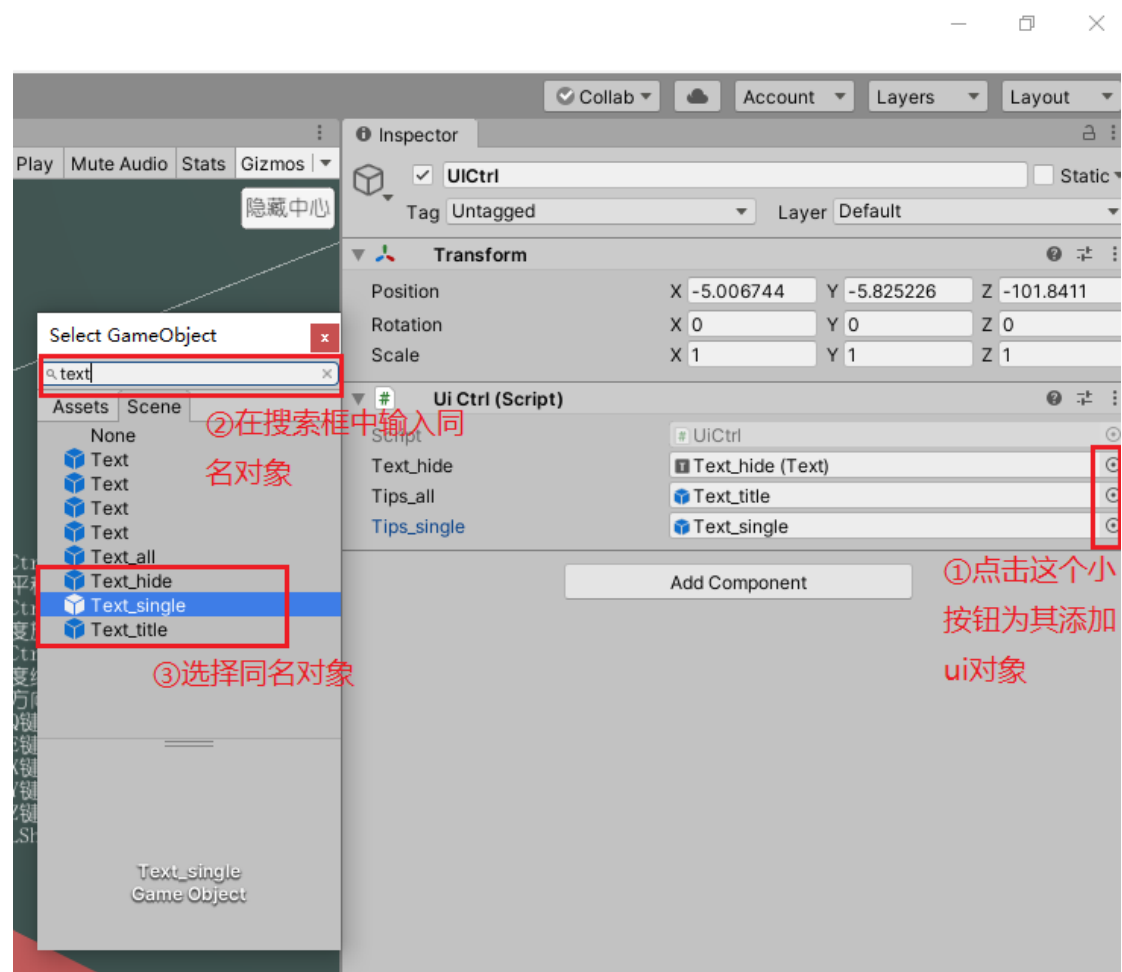 Collab
Account
Layers
Layout
Inspector
Play
Mute Audio
Stats
Gizmos
UICtrl
Static
隐藏中心
Tag Untagged
Layer Default
Transform
Position
X -5.006744
Y -5.825226
Z -101.8411
Rotation
X 0
Y 0
Z 0
Scale
X 1
Y 1
Z 1
Select GameObject
x
text
Assets
Scene
②在搜索框中输入同
名对象
None
Text
Text
Text
Text
Text_all
Text_hide
Text_single
Text_title
③选择同名对象
Text_single
Game Object
# Ui Ctrl (Script)
Script
# UiCtrl
Text_hide
Text_hide (Text)
Tips_all
Text_title
Tips_single
Text_single
Add Component
①点击这个小
按钮为其添加
ui对象